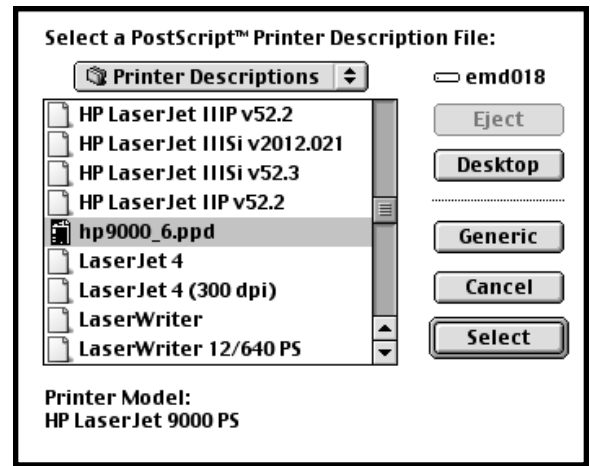 Select a PostScript™ Printer Description File:
Printer Descriptions
emd018
HP LaserJet IIIP v52.2
HP LaserJet IIISi v2012.021
HP LaserJet IIISi v52.3
HP LaserJet IIP v52.2
hp9000_6.ppd
LaserJet 4
LaserJet 4 (300 dpi)
LaserWriter
LaserWriter 12/640 PS
Eject
Desktop
Generic
Cancel
Select
Printer Model:
HP LaserJet 9000 PS